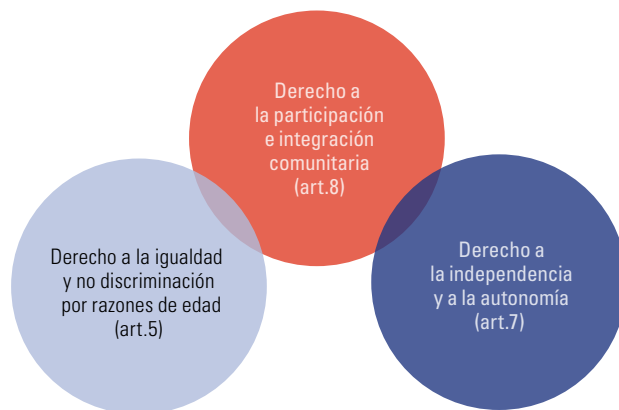 Derecho a
la participación
e integración
comunitaria
(art.8)
Derecho a la igualdad
y no discriminación
por razones de edad
(art.5)
Derecho a
la independencia
y a la autonomía
(art.7)